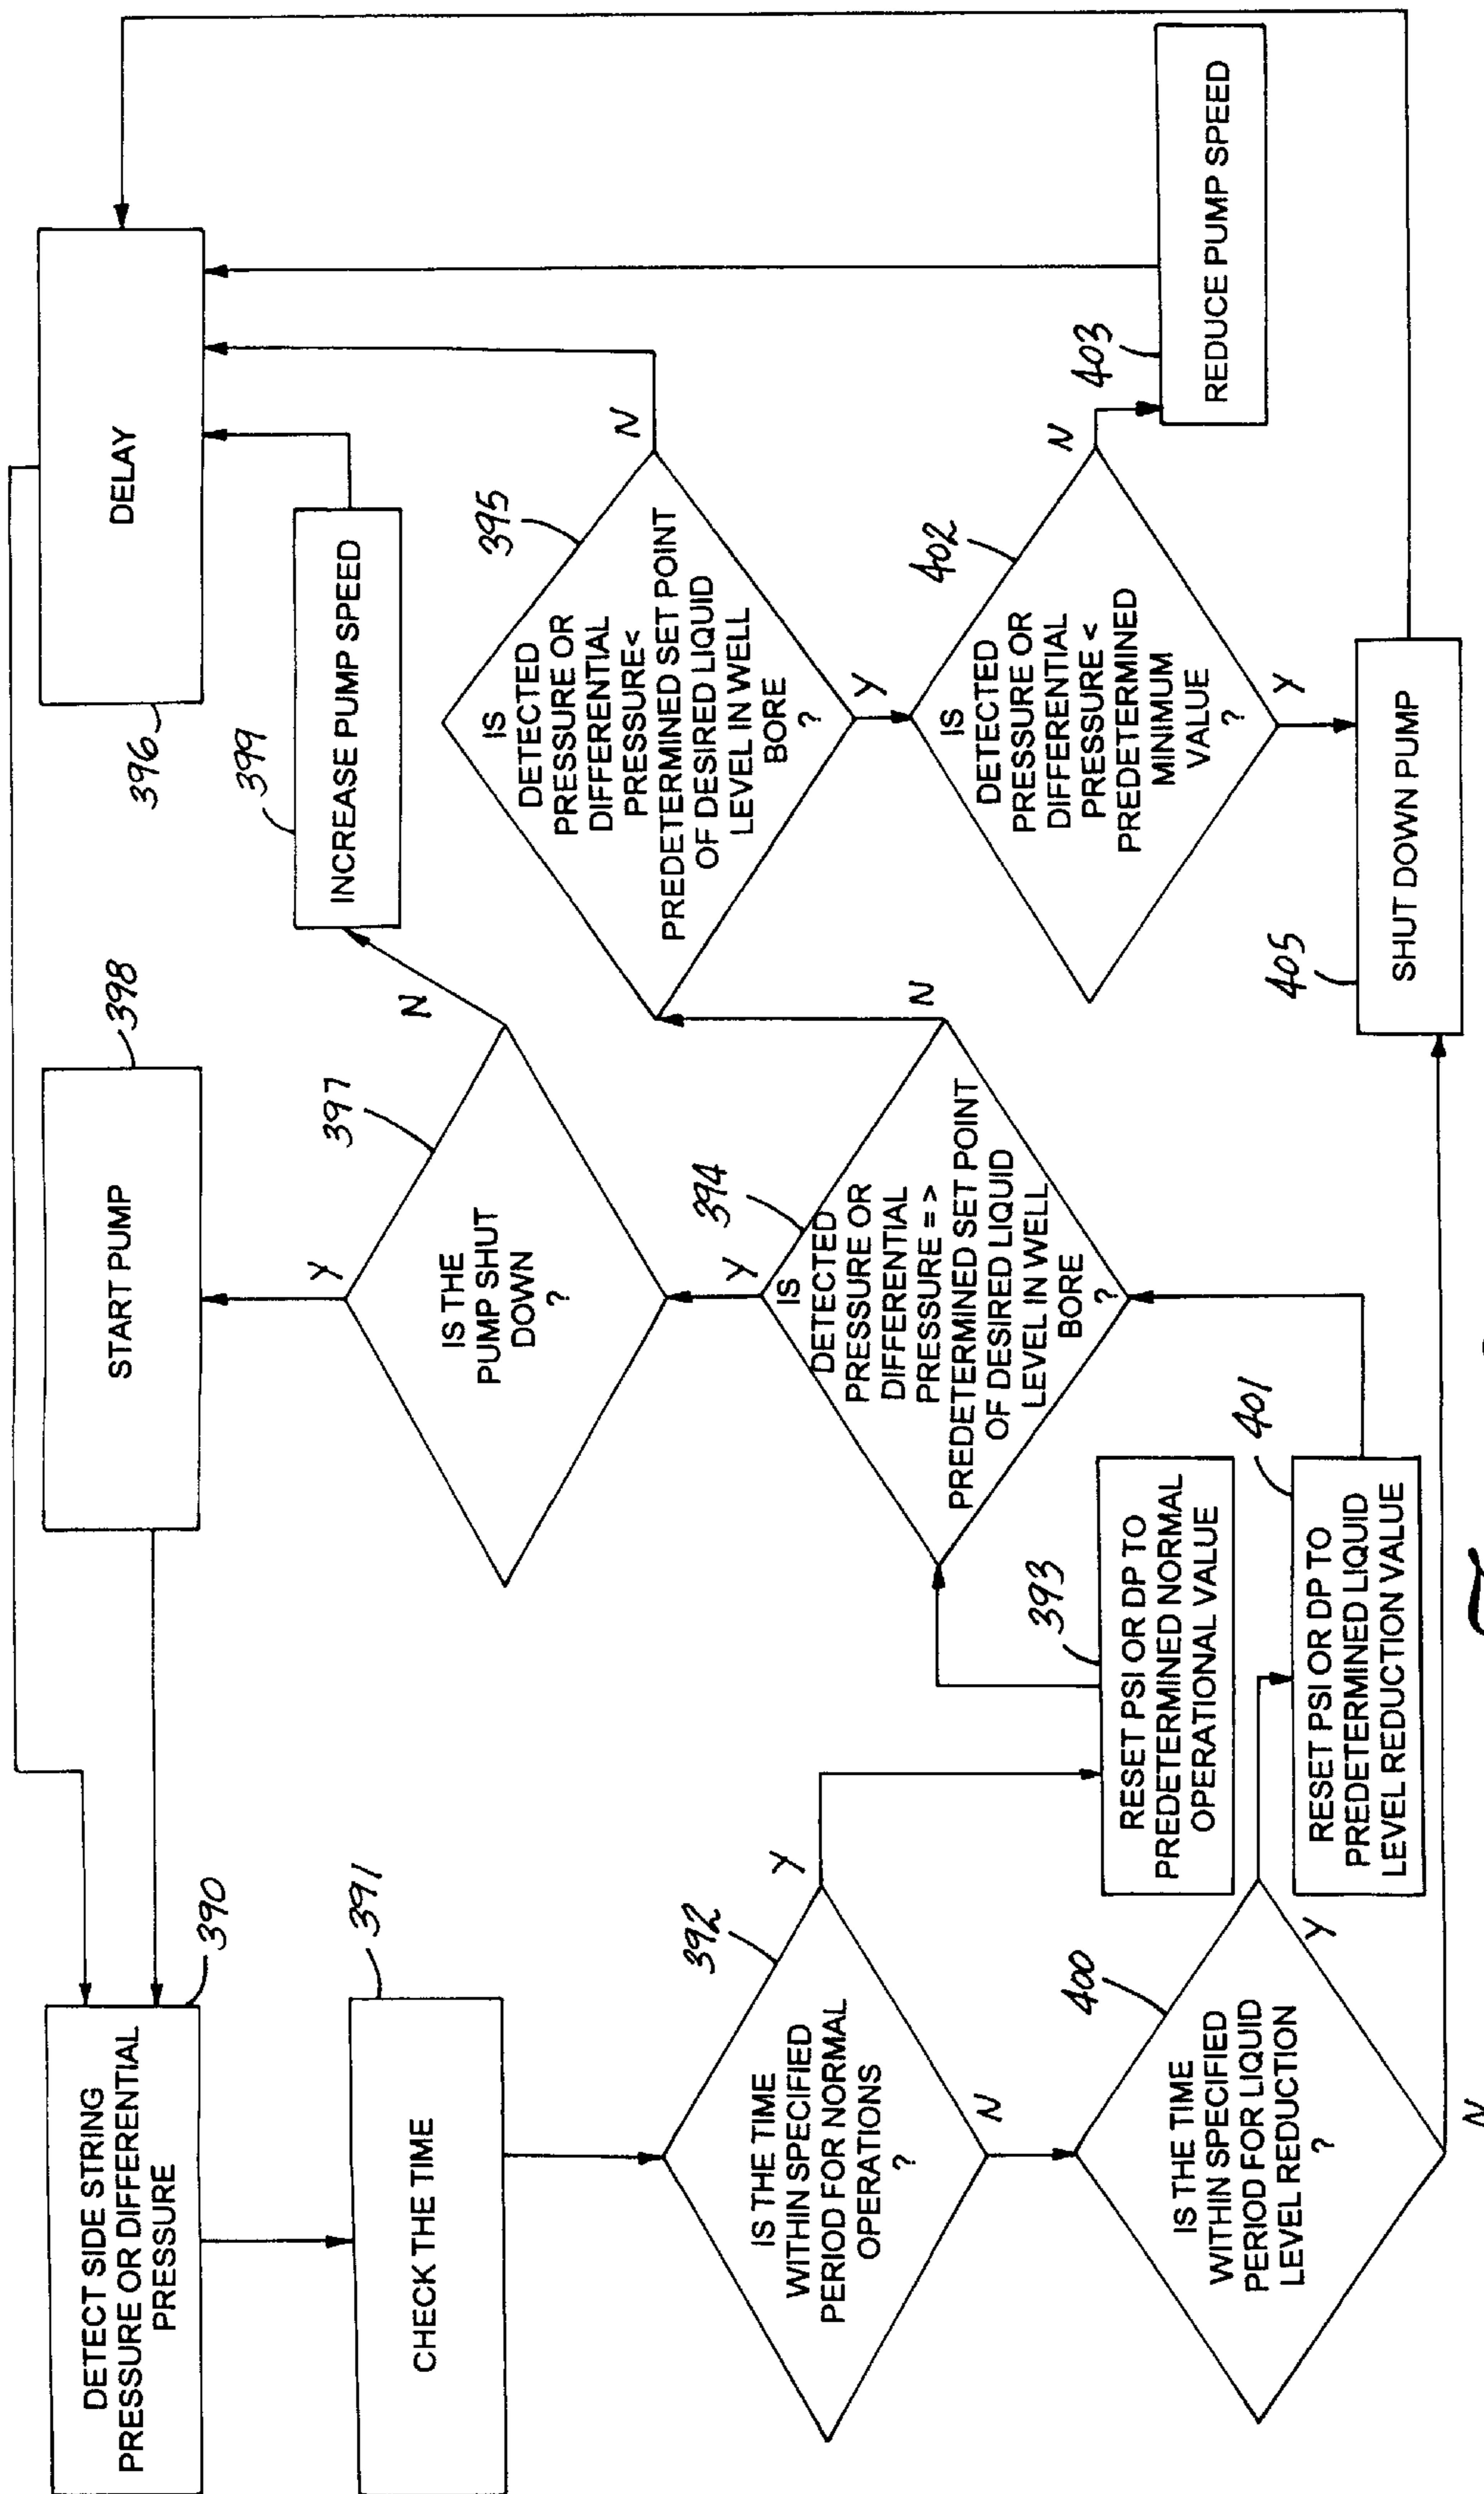 DETECT SIDE STRING
PRESSURE OR DIFFERENTIAL
PRESSURE
390
CHECK THE TIME
391
IS THE TIME
WITHIN SPECIFIED
PERIOD FOR NORMAL
OPERATIONS
?
392
Y
N
IS THE TIME
WITHIN SPECIFIED
PERIOD FOR LIQUID
LEVEL REDUCTION
?
400
Y
N
START PUMP
398
IS THE
PUMP SHUT
DOWN
?
397
Y
N
IS
DETECTED
PRESSURE OR
DIFFERENTIAL
PRESSURE = >
PREDETERMINED SET POINT
OF DESIRED LIQUID
LEVEL IN WELL
BORE
?
394
Y
N
RESET PSI OR DP TO
PREDETERMINED NORMAL
OPERATIONAL VALUE
393
RESET PSI OR DP TO
PREDETERMINED LIQUID
LEVEL REDUCTION VALUE
401
DELAY
396
INCREASE PUMP SPEED
399
IS
DETECTED
PRESSURE OR
DIFFERENTIAL
PRESSURE<
PREDETERMINED SET POINT
OF DESIRED LIQUID
LEVEL IN WELL
BORE
?
395
N
Y
IS
DETECTED
PRESSURE OR
DIFFERENTIAL
PRESSURE <
PREDETERMINED
MINIMUM
VALUE
?
402
N
Y
REDUCE PUMP SPEED
403
SHUT DOWN PUMP
405